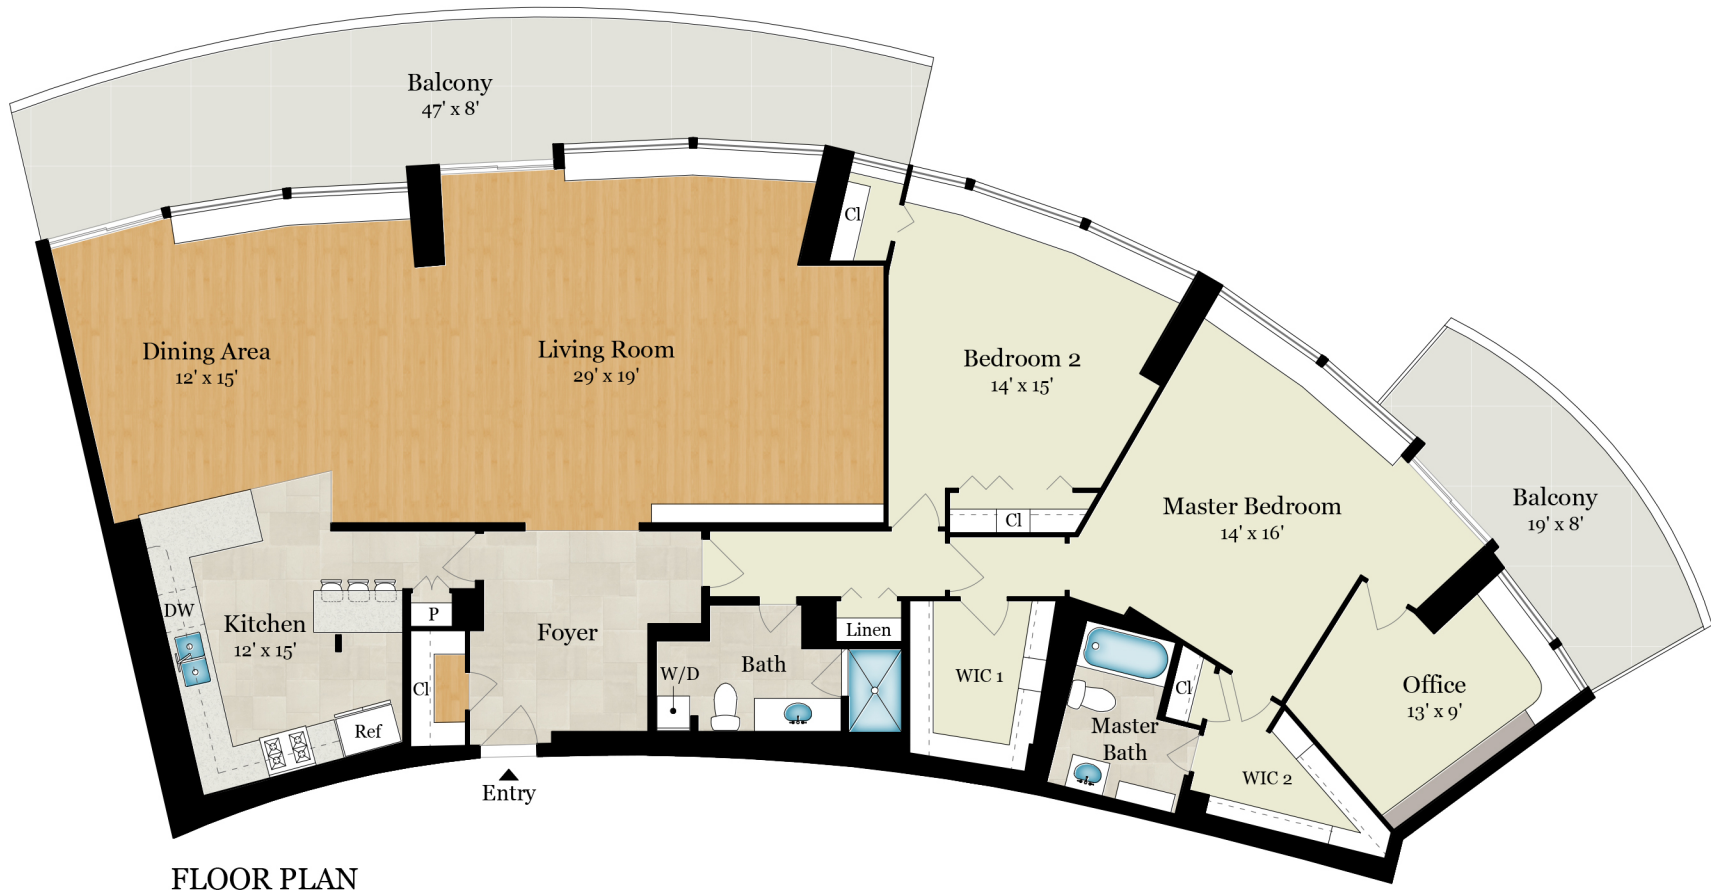 Balcony
47' x 8'
Cl
Dining Area
12' x 15'
Living Room
29' x 19'
Bedroom 2
14' x 15'
Master Bedroom
14' x 16'
Balcony
19' x 8'
Cl
DW
Kitchen
12' x 15'
P
Foyer
Linen
Bath
W/D
WIC 1
Cl
Cl
Office
13' x 9'
Ref
Master
Bath
WIC 2
Entry
FLOOR PLAN